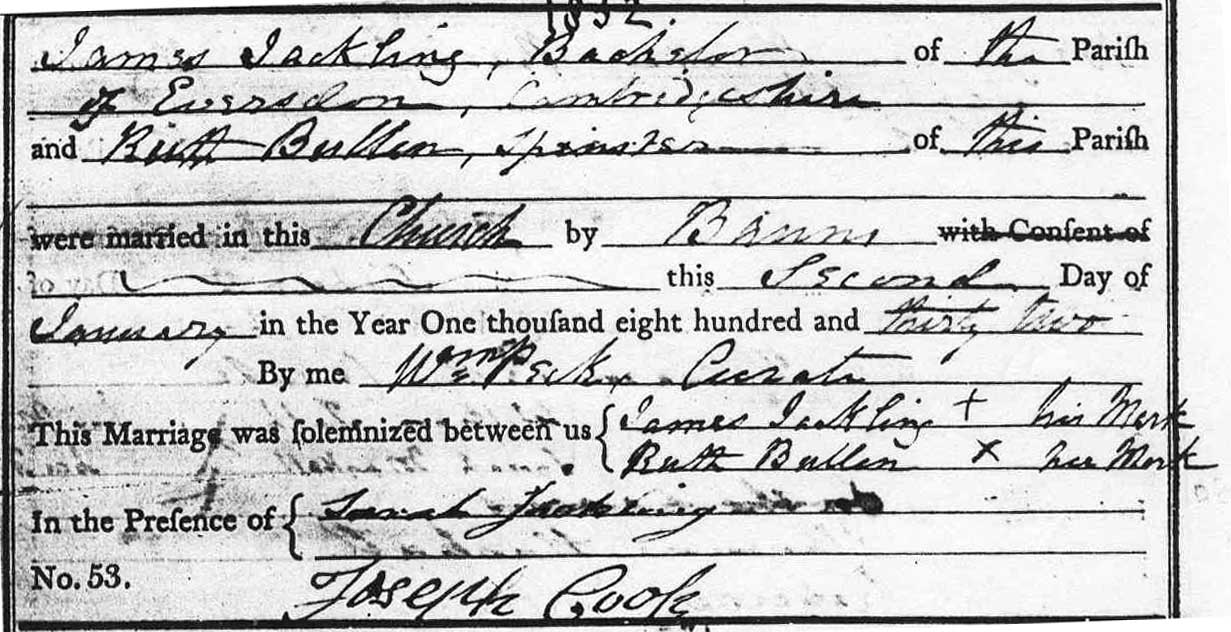 1832
James Jackling, Bachelor of the Pariſh
of Eversdon, Cambridgeshire
and Ruth Bullen, Spinster of this Pariſh
were married in this Church by Banns with Conſent of
this Second Day of
January in the Year One thouſand eight hundred and thirty two
By me Wm Peck, Curate
This Marriage was ſolemnized between us { James Jackling + his Mark
Ruth Bullen x her Mark
In the Preſence of { Sarah Jackling
No. 53.
Joseph Cook